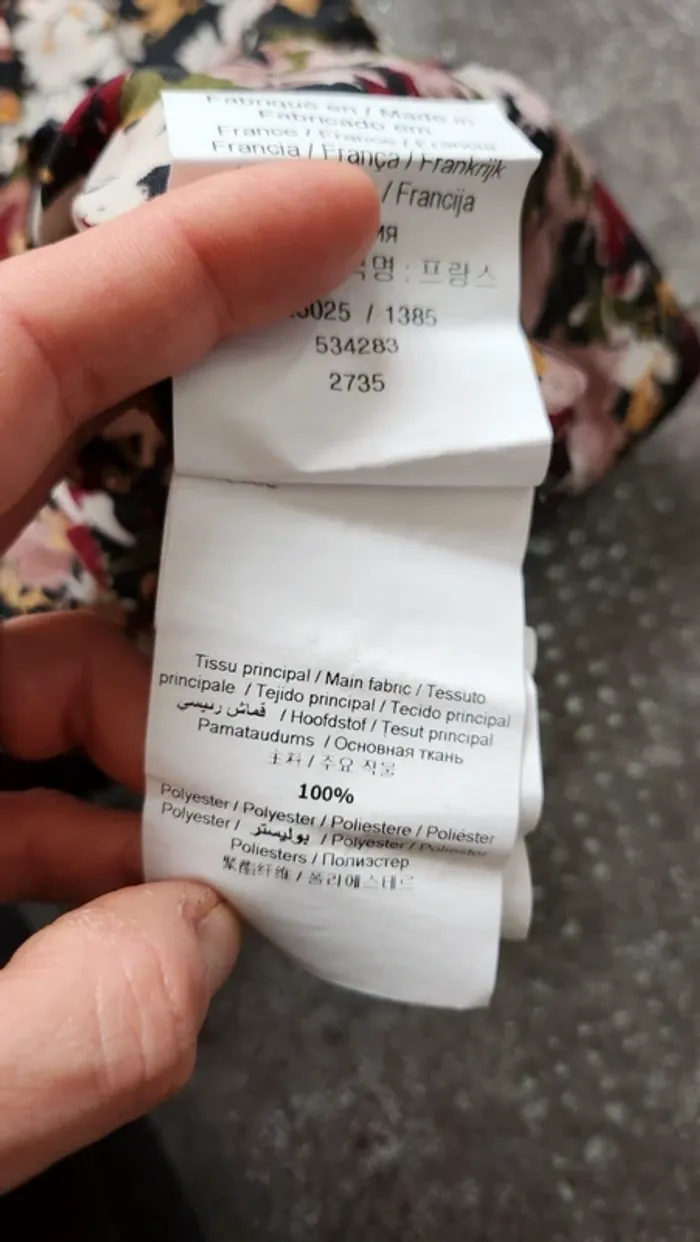 Fabriqué en / Made in
Fabricado em
France / France / Francia
Francia / França / Frankrijk
/ Francija
ИЯ
명 : 프랑스
5025 / 1385
534283
2735
Tissu principal / Main fabric / Tessuto
principale / Tejido principal / Tecido principal
قماش رئيسي / Hoofdstof / Țesut principal
Pamataudums / Основная ткань
主料 / 주요 직물
100%
Polyester / Polyester / Poliestere / Poliéster
Polyester / بوليستر / Polyester / Poliester
Poliesters / Полиэстер
聚酯纤维 / 폴리에스테르